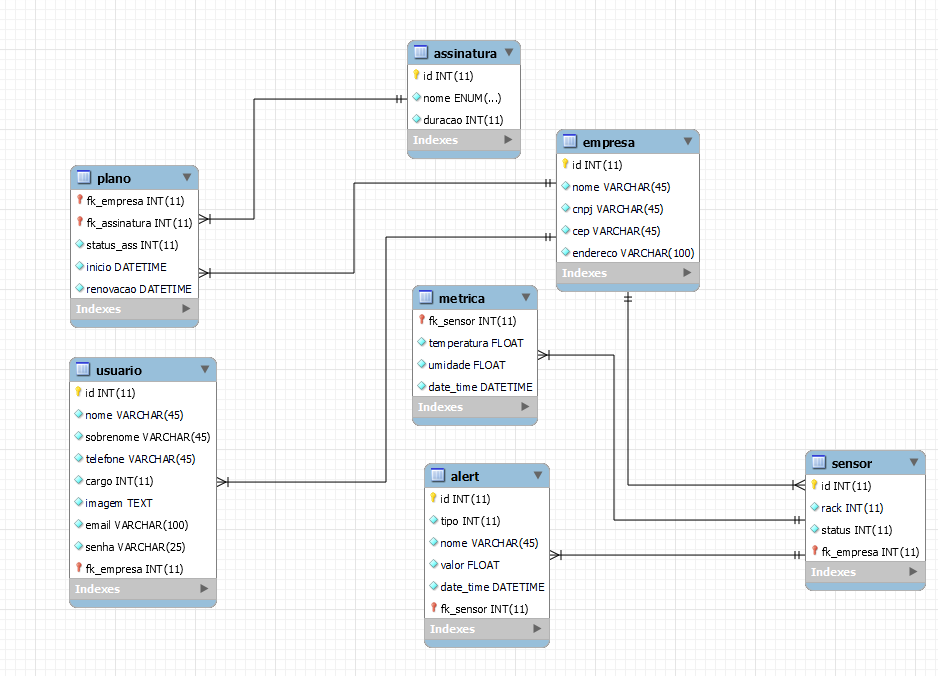 assinatura
id INT(11)
nome ENUM(...)
duracao INT(11)
Indexes
empresa
id INT(11)
nome VARCHAR(45)
cnpj VARCHAR(45)
cep VARCHAR(45)
endereco VARCHAR(100)
Indexes
plano
fk_empresa INT(11)
fk_assinatura INT(11)
status_ass INT(11)
inicio DATETIME
renovacao DATETIME
Indexes
metrica
fk_sensor INT(11)
temperatura FLOAT
umidade FLOAT
date_time DATETIME
Indexes
usuario
id INT(11)
nome VARCHAR(45)
sobrenome VARCHAR(45)
telefone VARCHAR(45)
cargo INT(11)
imagem TEXT
email VARCHAR(100)
senha VARCHAR(25)
fk_empresa INT(11)
Indexes
alert
id INT(11)
tipo INT(11)
nome VARCHAR(45)
valor FLOAT
date_time DATETIME
fk_sensor INT(11)
Indexes
sensor
id INT(11)
rack INT(11)
status INT(11)
fk_empresa INT(11)
Indexes